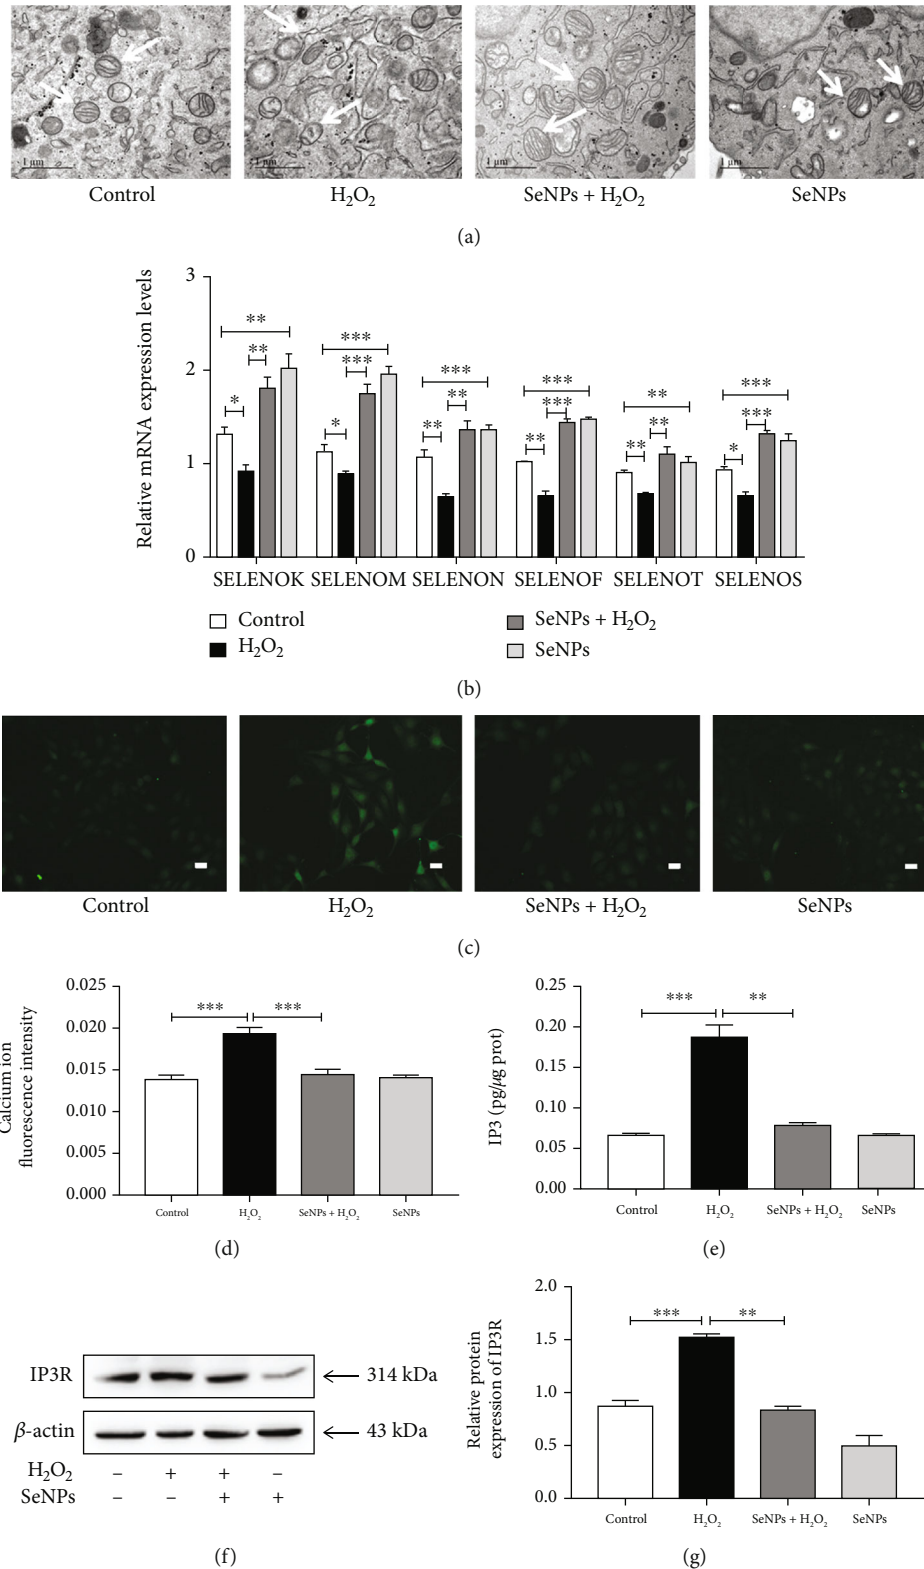 1 μm 1 μm 1 μm 1 μm
Control H₂O₂ SeNPs + H₂O₂ SeNPs
(a)
Relative mRNA expression levels
3
2
1
0
** *** *** *** ** ***
** *** ** *** ** ***
* * ** ** ** *
SELENOK SELENOM SELENON SELENOF SELENOT SELENOS
Control SeNPs + H₂O₂
H₂O₂ SeNPs
(b)
Control H₂O₂ SeNPs + H₂O₂ SeNPs
(c)
Calcium ion
fluorescence intensity
0.025
0.020
0.015
0.010
0.005
0.000
*** ***
Control H₂O₂ SeNPs + H₂O₂ SeNPs
(d)
IP3 (pg/μg prot)
0.25
0.20
0.15
0.10
0.05
0.00
*** **
Control H₂O₂ SeNPs + H₂O₂ SeNPs
(e)
IP3R 314 kDa
β-actin 43 kDa
H₂O₂ – + + –
SeNPs – – + +
(f)
Relative protein
expression of IP3R
2.0
1.5
1.0
0.5
0.0
*** **
Control H₂O₂ SeNPs + H₂O₂ SeNPs
(g)